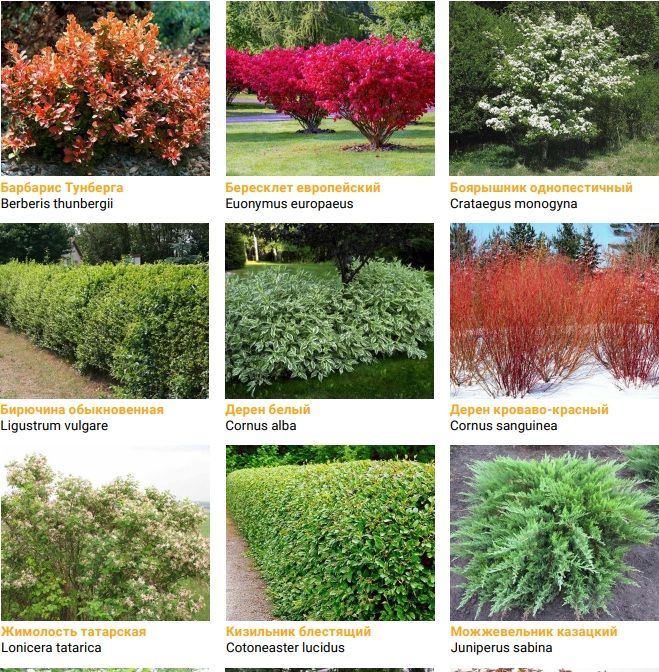 Барбарис Тунберга
Berberis thunbergii
Бересклет европейский
Euonymus europaeus
Боярышник однопестичный
Crataegus monogyna
Бирючина обыкновенная
Ligustrum vulgare
Дерен белый
Cornus alba
Дерен кроваво-красный
Cornus sanguinea
Жимолость татарская
Lonicera tatarica
Кизильник блестящий
Cotoneaster lucidus
Можжевельник казацкий
Juniperus sabina